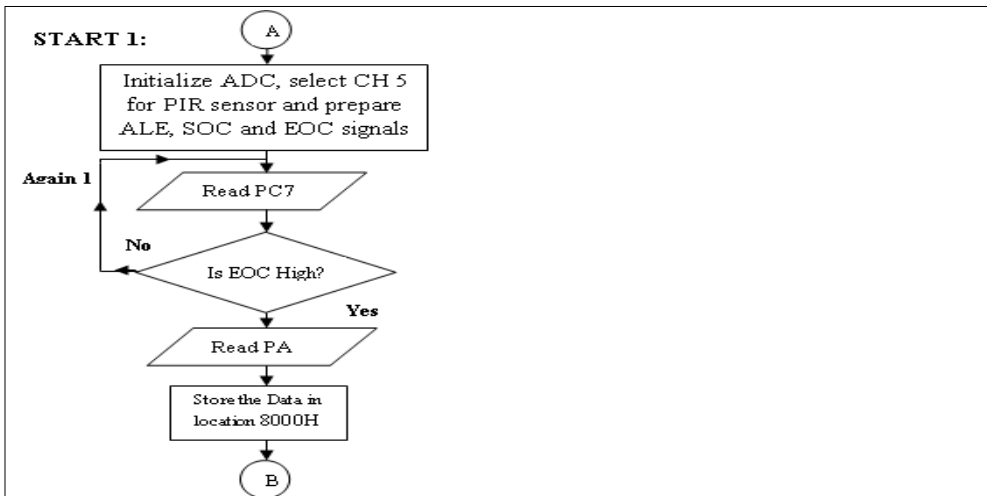 START 1:
A
Initialize ADC, select CH 5
for PIR sensor and prepare
ALE, SOC and EOC signals
Again 1
Read PC7
No
Is EOC High?
Yes
Read PA
Store the Data in
location 8000H
B